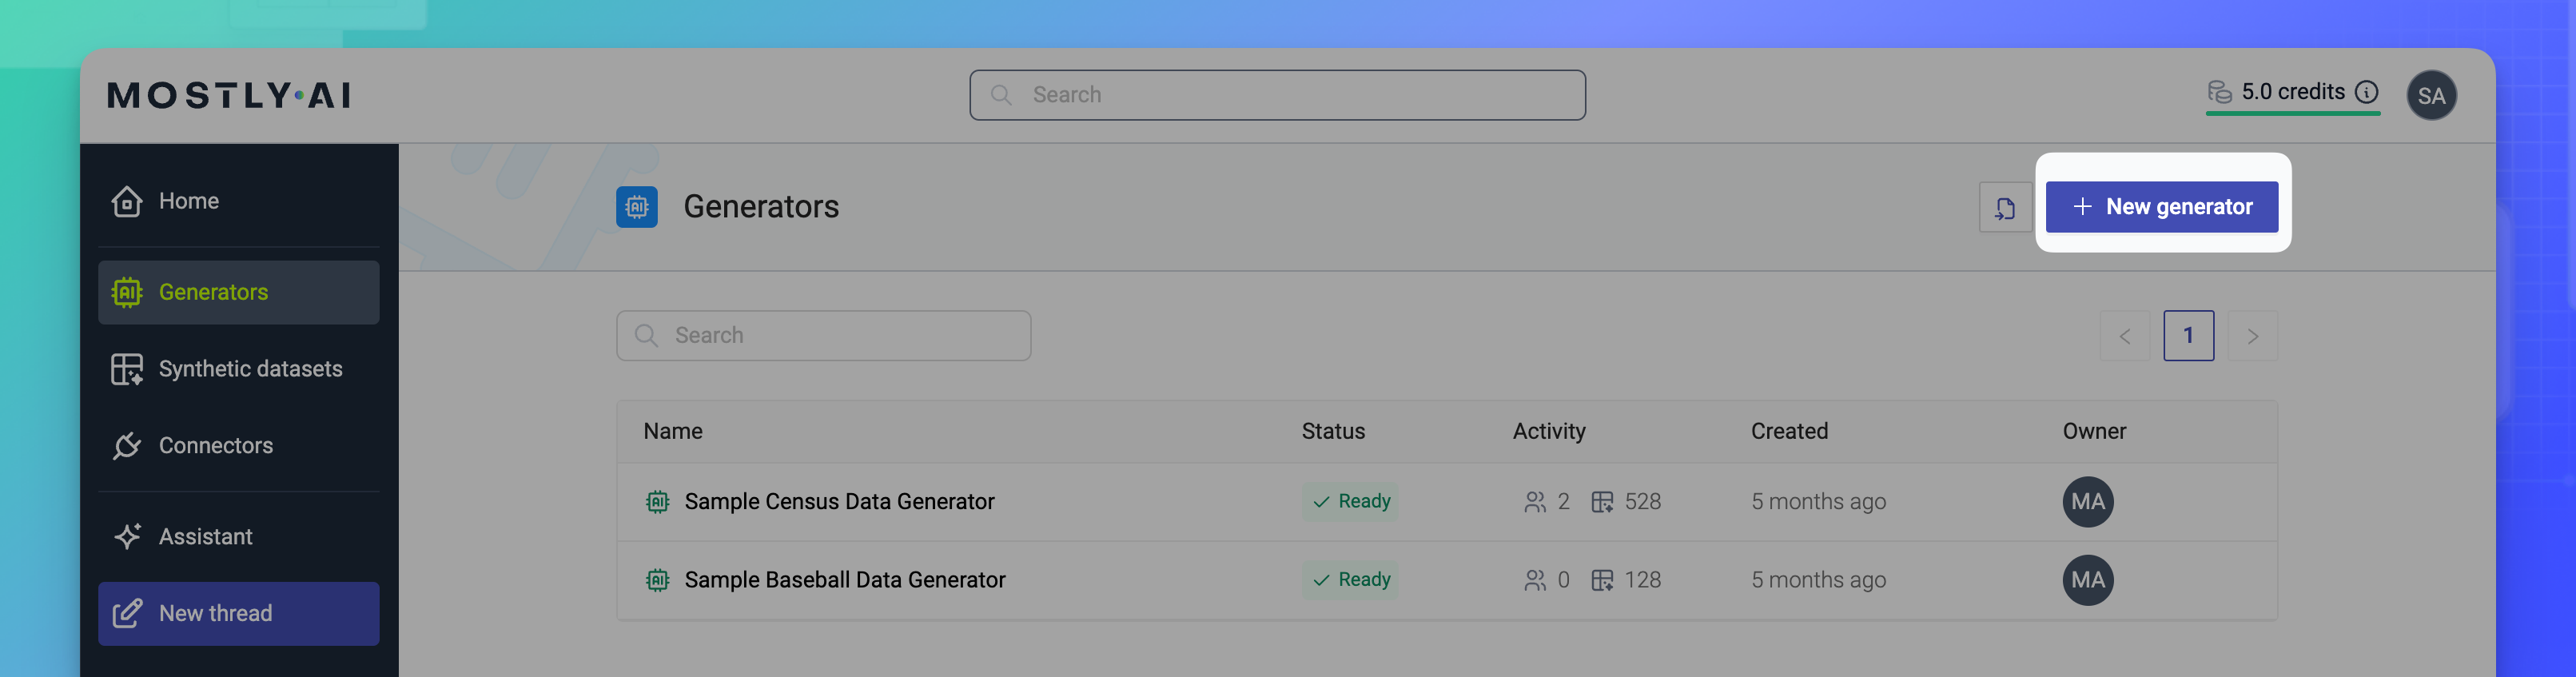 MOSTLY·AI
Search
5.0 credits
SA
Home
Generators
Synthetic datasets
Connectors
Assistant
New thread
Generators
+ New generator
Search
< 1 >
Name Status Activity Created Owner
Sample Census Data Generator Ready 2 528 5 months ago MA
Sample Baseball Data Generator Ready 0 128 5 months ago MA